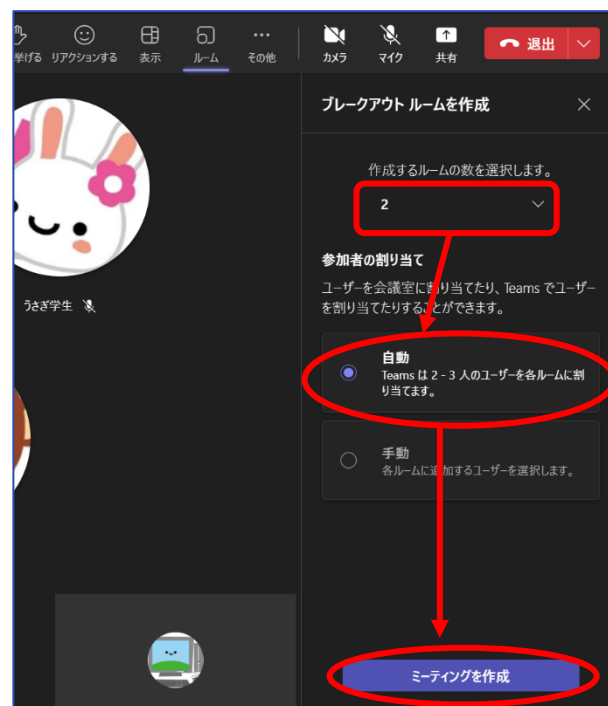 挙げる リアクションする 表示 ルーム その他 カメラ マイク 共有 退出
ブレークアウト ルームを作成
作成するルームの数を選択します。
2
参加者の割り当て
ユーザーを会議室に割り当てたり、Teams でユーザー
を割り当てたりすることができます。
うさぎ学生
自動
Teams は 2 - 3 人のユーザーを各ルームに割
り当てます。
手動
各ルームに追加するユーザーを選択します。
ミーティングを作成